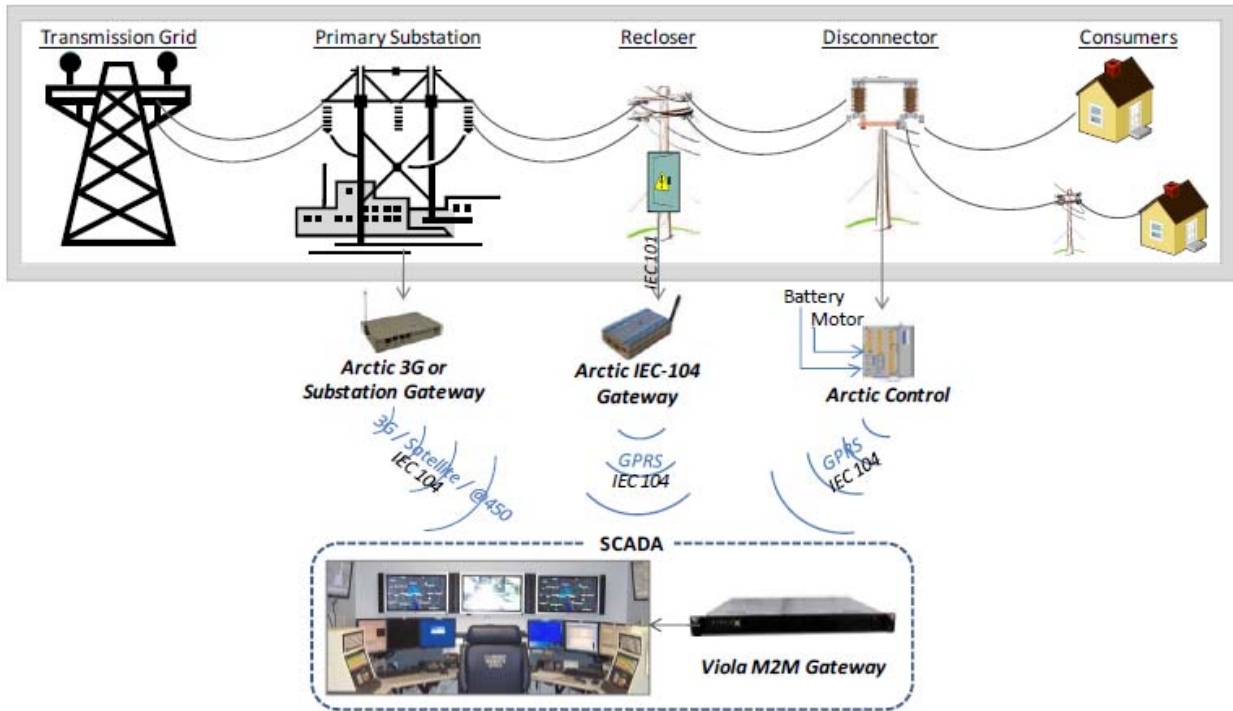 Transmission Grid
Primary Substation
Recloser
Disconnector
Consumers
IEC101
Battery
Motor
Arctic 3G or
Substation Gateway
Arctic IEC-104
Gateway
Arctic Control
3G / Satellite / @450
IEC 104
GPRS
IEC 104
GPRS
IEC 104
SCADA
Viola M2M Gateway